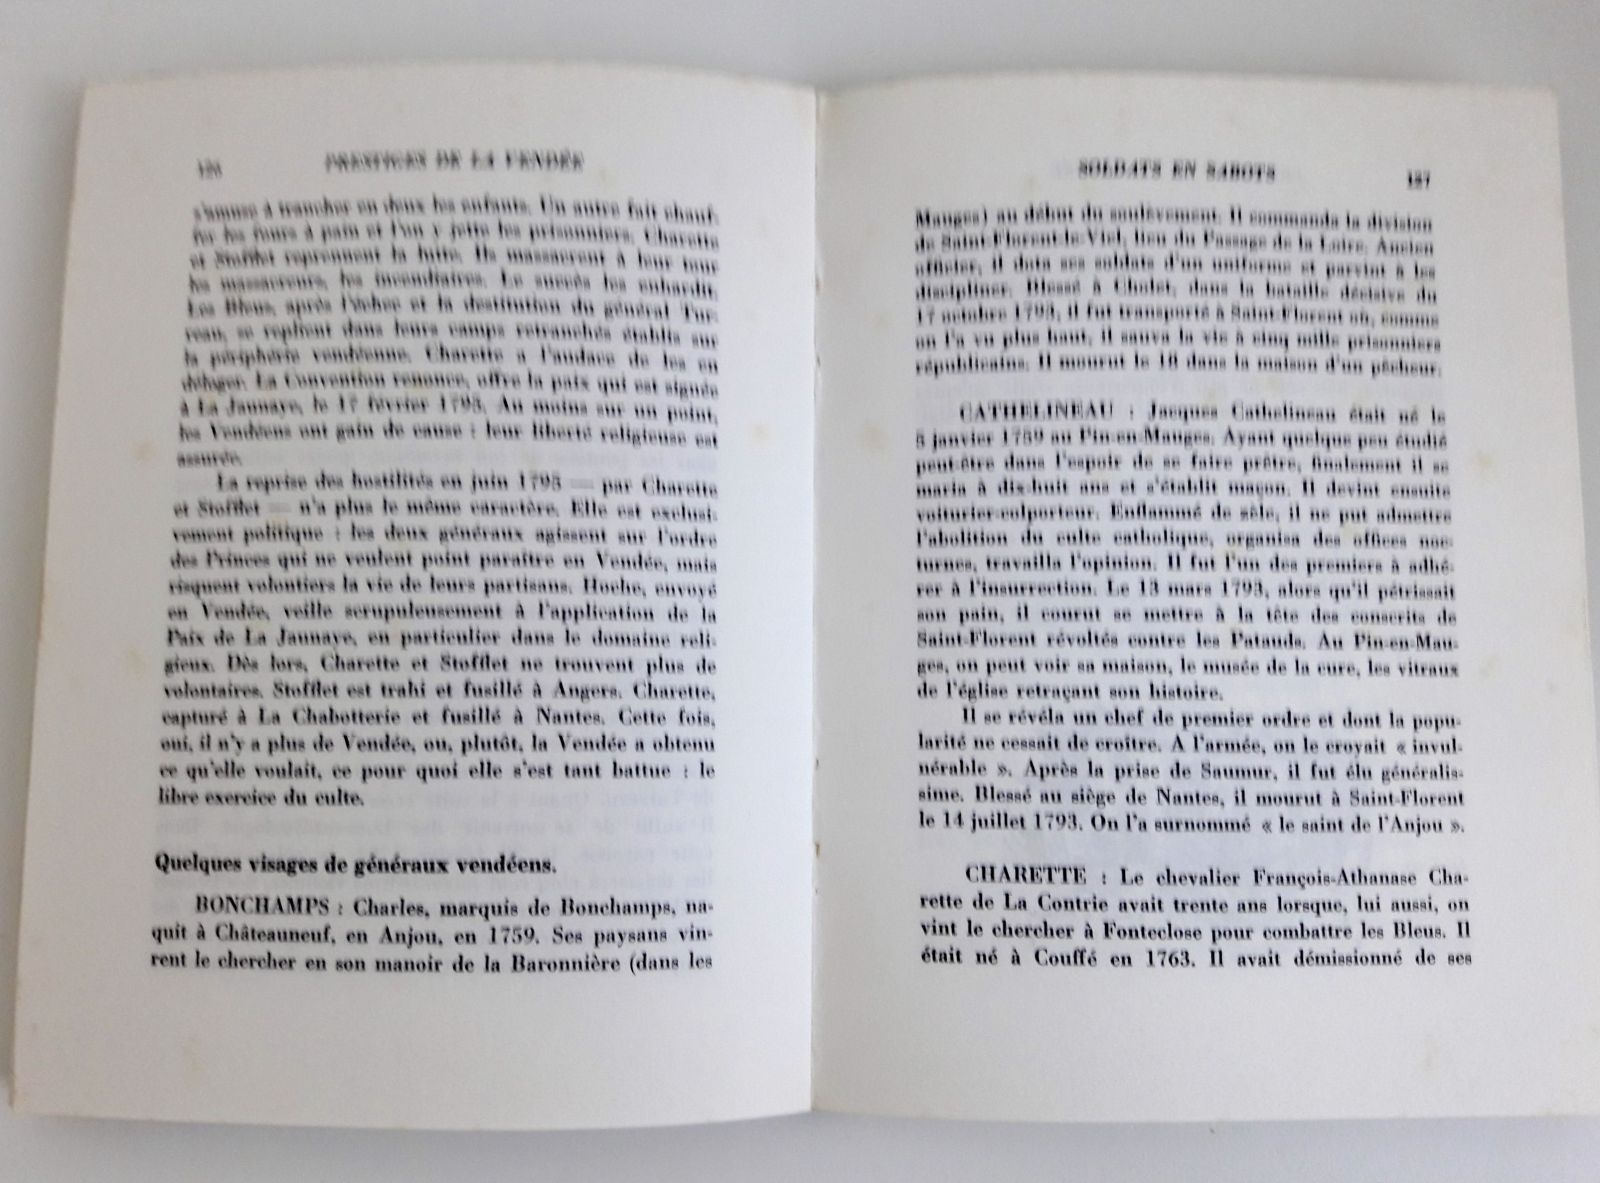 126
PRESTIGES DE LA VENDÉE
s'amuse à trancher en deux les enfants. Un autre fait chauf-
fer les fours à pain et l'on y jette les prisonniers. Charette
et Stofflet reprennent la lutte. Ils massacrent à leur tour
les massacreurs, les incendiaires. Le succès les enhardit.
Les Bleus, après l'échec et la destitution du général Tur-
reau, se replient dans leurs camps retranchés établis sur
la périphérie vendéenne. Charette a l'audace de les en
déloger. La Convention renonce, offre la paix qui est signée
à La Jaunaye, le 17 février 1795. Au moins sur un point,
les Vendéens ont gain de cause : leur liberté religieuse est
assurée.
La reprise des hostilités en juin 1795 — par Charette
et Stofflet — n'a plus le même caractère. Elle est exclusi-
vement politique : les deux généraux agissent sur l'ordre
des Princes qui ne veulent point paraître en Vendée, mais
risquent volontiers la vie de leurs partisans. Hoche, envoyé
en Vendée, veille scrupuleusement à l'application de la
Paix de La Jaunaye, en particulier dans le domaine reli-
gieux. Dès lors, Charette et Stofflet ne trouvent plus de
volontaires. Stofflet est trahi et fusillé à Angers. Charette,
capturé à La Chabotterie et fusillé à Nantes. Cette fois,
oui, il n'y a plus de Vendée, ou, plutôt, la Vendée a obtenu
ce qu'elle voulait, ce pour quoi elle s'est tant battue : le
libre exercice du culte.
Quelques visages de généraux vendéens.
BONCHAMPS : Charles, marquis de Bonchamps, na-
quit à Châteauneuf, en Anjou, en 1759. Ses paysans vin-
rent le chercher en son manoir de la Baronnière (dans les
SOLDATS EN SABOTS
127
Mauges) au début du soulèvement. Il commanda la division
de Saint-Florent-le-Viel, lieu du Passage de la Loire. Ancien
officier, il dota ses soldats d'un uniforme et parvint à les
discipliner. Blessé à Cholet, dans la bataille décisive du
17 octobre 1793, il fut transporté à Saint-Florent où, comme
on l'a vu plus haut, il sauva la vie à cinq mille prisonniers
républicains. Il mourut le 18 dans la maison d'un pêcheur.
CATHELINEAU : Jacques Cathelineau était né le
5 janvier 1759 au Pin-en-Mauges. Ayant quelque peu étudié
peut-être dans l'espoir de se faire prêtre, finalement il se
maria à dix-huit ans et s'établit maçon. Il devint ensuite
voiturier-colporteur. Enflammé de zèle, il ne put admettre
l'abolition du culte catholique, organisa des offices noc-
turnes, travailla l'opinion. Il fut l'un des premiers à adhé-
rer à l'insurrection. Le 13 mars 1793, alors qu'il pétrissait
son pain, il courut se mettre à la tête des conscrits de
Saint-Florent révoltés contre les Patauds. Au Pin-en-Mau-
ges, on peut voir sa maison, le musée de la cure, les vitraux
de l'église retraçant son histoire.
Il se révéla un chef de premier ordre et dont la popu-
larité ne cessait de croître. A l'armée, on le croyait « invul-
nérable ». Après la prise de Saumur, il fut élu généralis-
sime. Blessé au siège de Nantes, il mourut à Saint-Florent
le 14 juillet 1793. On l'a surnommé « le saint de l'Anjou ».
CHARETTE : Le chevalier François-Athanase Cha-
rette de La Contrie avait trente ans lorsque, lui aussi, on
vint le chercher à Fonteclose pour combattre les Bleus. Il
était né à Couffé en 1763. Il avait démissionné de ses